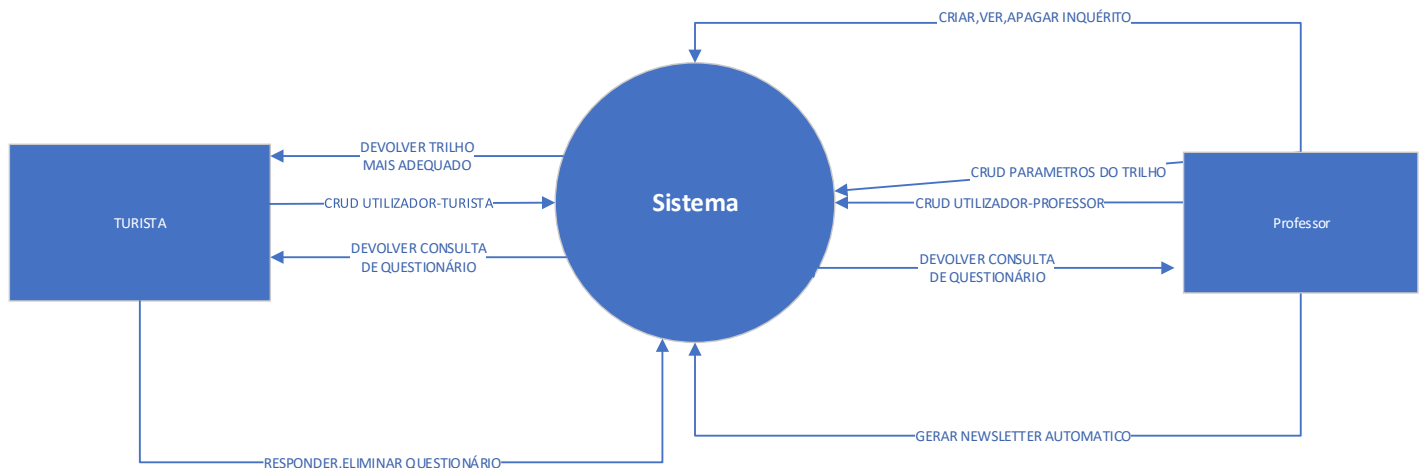 CRIAR,VER,APAGAR INQUÉRITO
DEVOLVER TRILHO
MAIS ADEQUADO
CRUD PARAMETROS DO TRILHO
Sistema
CRUD UTILIZADOR-TURISTA
CRUD UTILIZADOR-PROFESSOR
TURISTA
Professor
DEVOLVER CONSULTA
DE QUESTIONÁRIO
DEVOLVER CONSULTA
DE QUESTIONÁRIO
GERAR NEWSLETTER AUTOMATICO
RESPONDER,ELIMINAR QUESTIONÁRIO